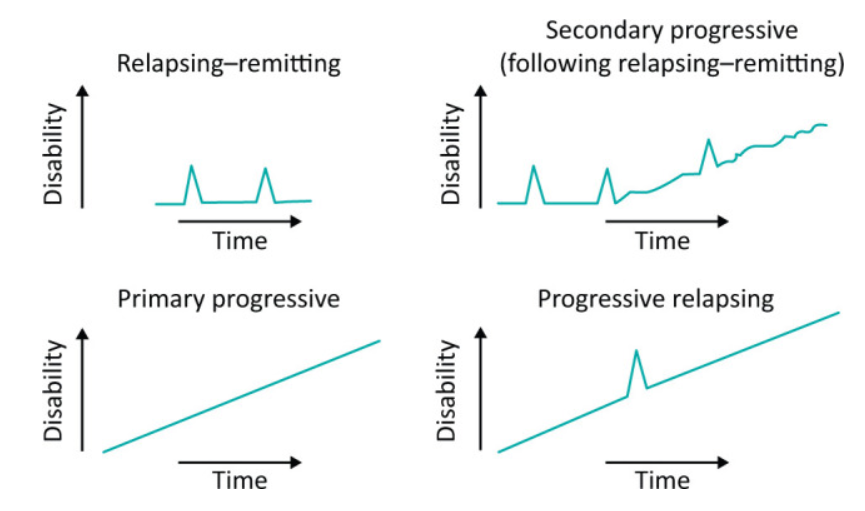 Relapsing–remitting
Disability
Time
Secondary progressive
(following relapsing–remitting)
Disability
Time
Primary progressive
Disability
Time
Progressive relapsing
Disability
Time